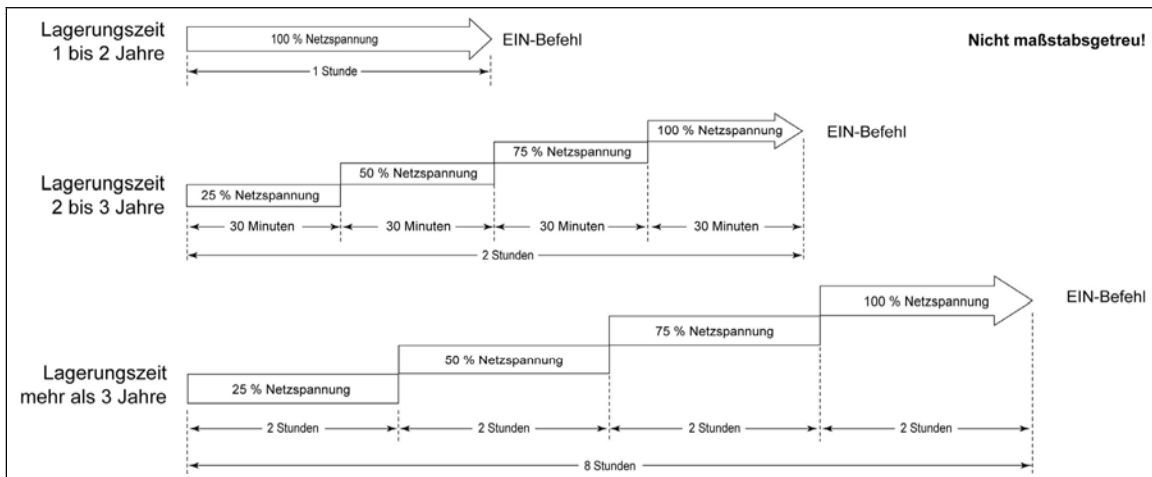 Lagerungszeit
1 bis 2 Jahre
100 % Netzspannung
EIN-Befehl
Nicht maßstabsgetreu!
1 Stunde
Lagerungszeit
2 bis 3 Jahre
25 % Netzspannung
50 % Netzspannung
75 % Netzspannung
100 % Netzspannung
EIN-Befehl
30 Minuten
30 Minuten
30 Minuten
30 Minuten
2 Stunden
Lagerungszeit
mehr als 3 Jahre
25 % Netzspannung
50 % Netzspannung
75 % Netzspannung
100 % Netzspannung
EIN-Befehl
2 Stunden
2 Stunden
2 Stunden
2 Stunden
8 Stunden